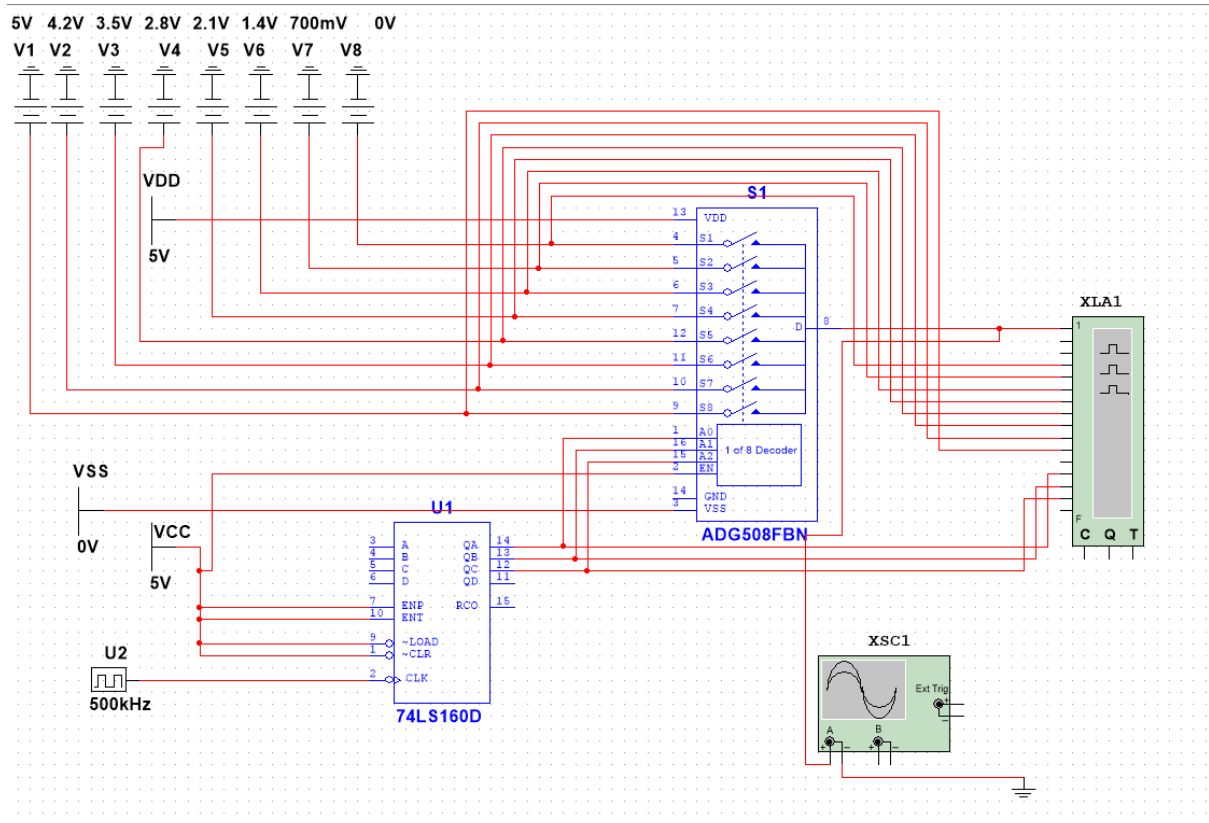 5V 4.2V 3.5V 2.8V 2.1V 1.4V 700mV 0V
V1 V2 V3 V4 V5 V6 V7 V8
VDD
5V
S1
13 VDD
4 S1
5 S2
6 S3
7 S4
12 S5
11 S6
10 S7
9 S8
D 8
1 A0
16 A1
15 A2
2 EN
1 of 8 Decoder
14 GND
3 VSS
ADG508FBN
XLA1
1
F
C Q T
VSS
0V
VCC
5V
U1
3 A QA 14
4 B QB 13
5 C QC 12
6 D QD 11
7 ENP RCO 15
10 ENT
9 ~LOAD
1 ~CLR
2 CLK
74LS160D
U2
500kHz
XSC1
Ext Trig
+
−
A B
+ − + −